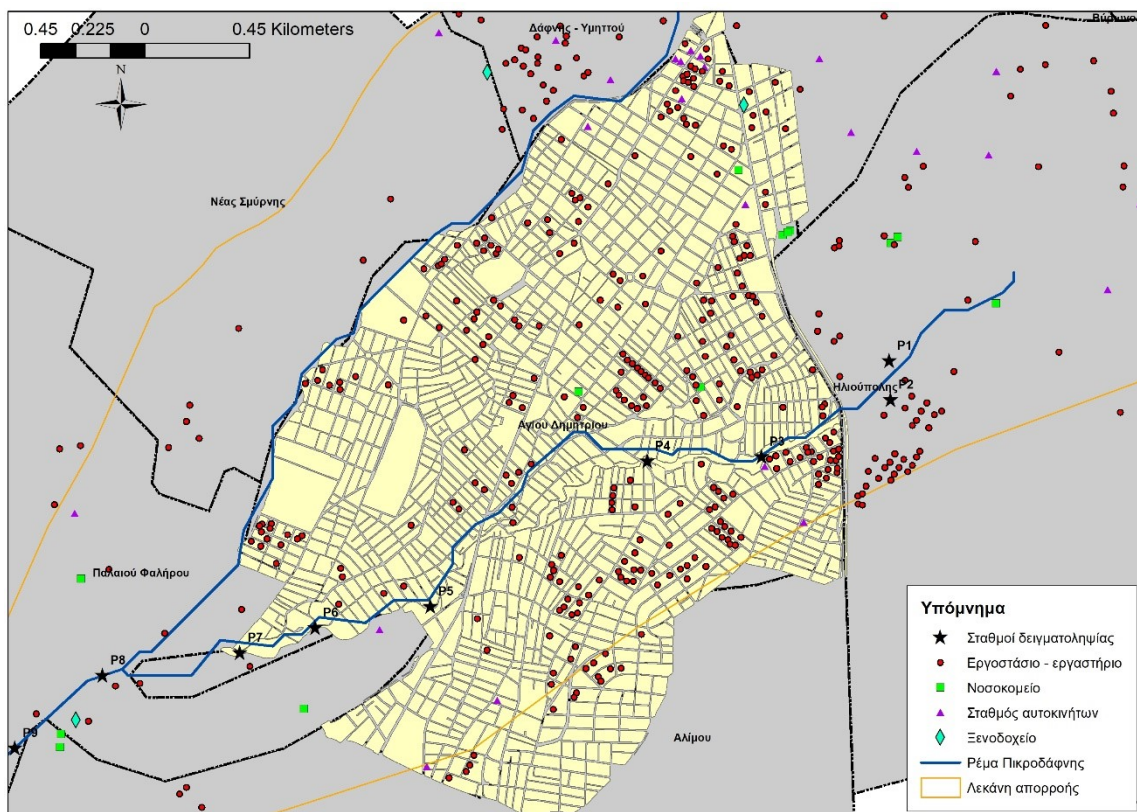 0.45 0.225 0 0.45 Kilometers
N
Δάφνης - Υμηττού
Νέας Σμύρνης
P1
Ηλιούπολης
P2
Αγίου Δημητρίου
P3
P4
Παλαιού Φαλήρου
P5
P6
P7
P8
P9
Αλίμου
Υπόμνημα
Σταθμοί δειγματοληψίας
Εργοστάσιο - εργαστήριο
Νοσοκομείο
Σταθμός αυτοκινήτων
Ξενοδοχείο
Ρέμα Πικροδάφνης
Λεκάνη απορροής